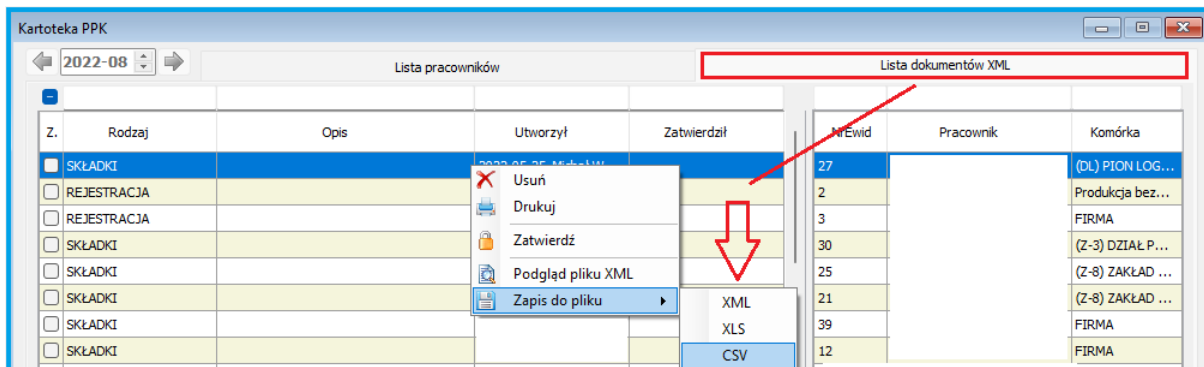 Kartoteka PPK
2022-08
Lista pracowników
Lista dokumentów XML
Z. Rodzaj Opis Utworzył Zatwierdził NrEwid Pracownik Komórka
SKŁADKI 27 (DL) PION LOG...
REJESTRACJA 2 Produkcja bez...
REJESTRACJA 3 FIRMA
SKŁADKI 30 (Z-3) DZIAŁ P...
SKŁADKI 25 (Z-8) ZAKŁAD ...
SKŁADKI 21 (Z-8) ZAKŁAD ...
SKŁADKI 39 FIRMA
SKŁADKI 12 FIRMA
Usuń
Drukuj
Zatwierdź
Podgląd pliku XML
Zapis do pliku
XML
XLS
CSV